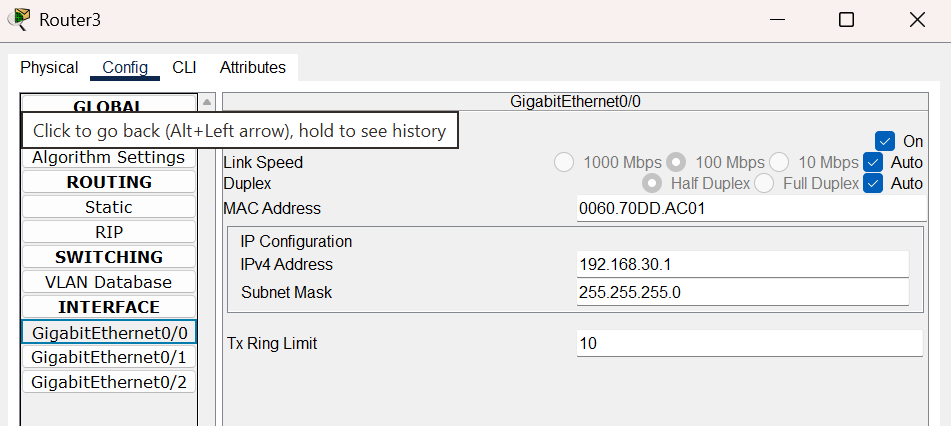 Router3
Physical Config CLI Attributes
GLOBAL
Click to go back (Alt+Left arrow), hold to see history
Algorithm Settings
ROUTING
Static
RIP
SWITCHING
VLAN Database
INTERFACE
GigabitEthernet0/0
GigabitEthernet0/1
GigabitEthernet0/2
GigabitEthernet0/0
On
Link Speed 1000 Mbps 100 Mbps 10 Mbps Auto
Duplex Half Duplex Full Duplex Auto
MAC Address 0060.70DD.AC01
IP Configuration
IPv4 Address 192.168.30.1
Subnet Mask 255.255.255.0
Tx Ring Limit 10